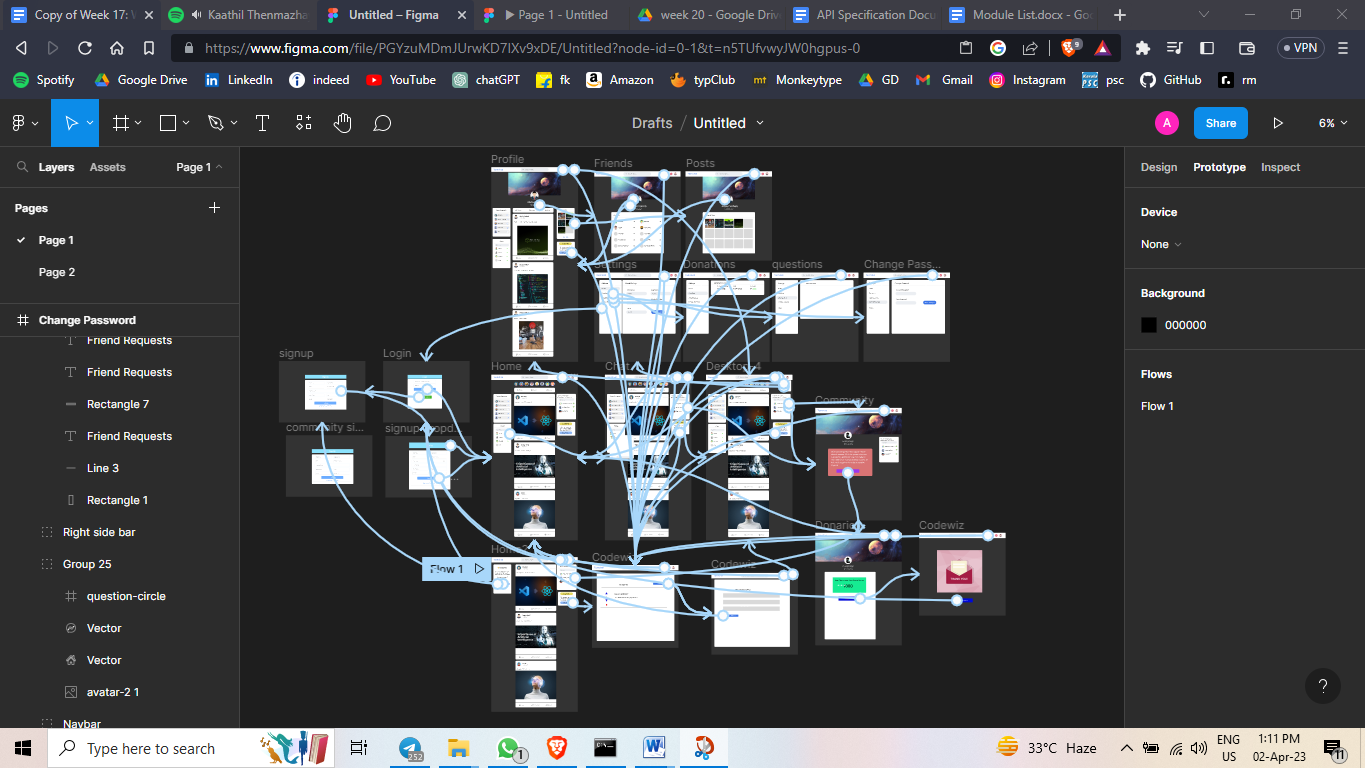 Copy of Week 17: W
Kaathil Thenmazha
Untitled – Figma
Page 1 - Untitled
week 20 - Google Driv
API Specification Docu
Module List.docx - Goo
https://www.figma.com/file/PGYzuMDmJUrwKD7IXv9xDE/Untitled?node-id=0-1&t=n5TUfvwyJW0hgpus-0
9
VPN
Spotify
Google Drive
LinkedIn
indeed
YouTube
chatGPT
fk
Amazon
typClub
mt Monkeytype
GD
Gmail
Instagram
psc
GitHub
r. rm
Drafts / Untitled
A
Share
6%
Layers
Assets
Page 1
Design
Prototype
Inspect
Pages
Page 1
Page 2
Change Password
Friend Requests
Friend Requests
Rectangle 7
Friend Requests
Line 3
Rectangle 1
Right side bar
Group 25
question-circle
Vector
Vector
avatar-2 1
Navbar
Profile
Friends
Posts
Settings
Donations
questions
Change Pass...
signup
Login
Home
Chat
Desktop-4
Community
community si...
Donari
Codewiz
Flow 1
Codewiz
Device
None
Background
000000
Flows
Flow 1
?
Type here to search
252
1
33°C Haze
ENG
US
1:11 PM
02-Apr-23
11